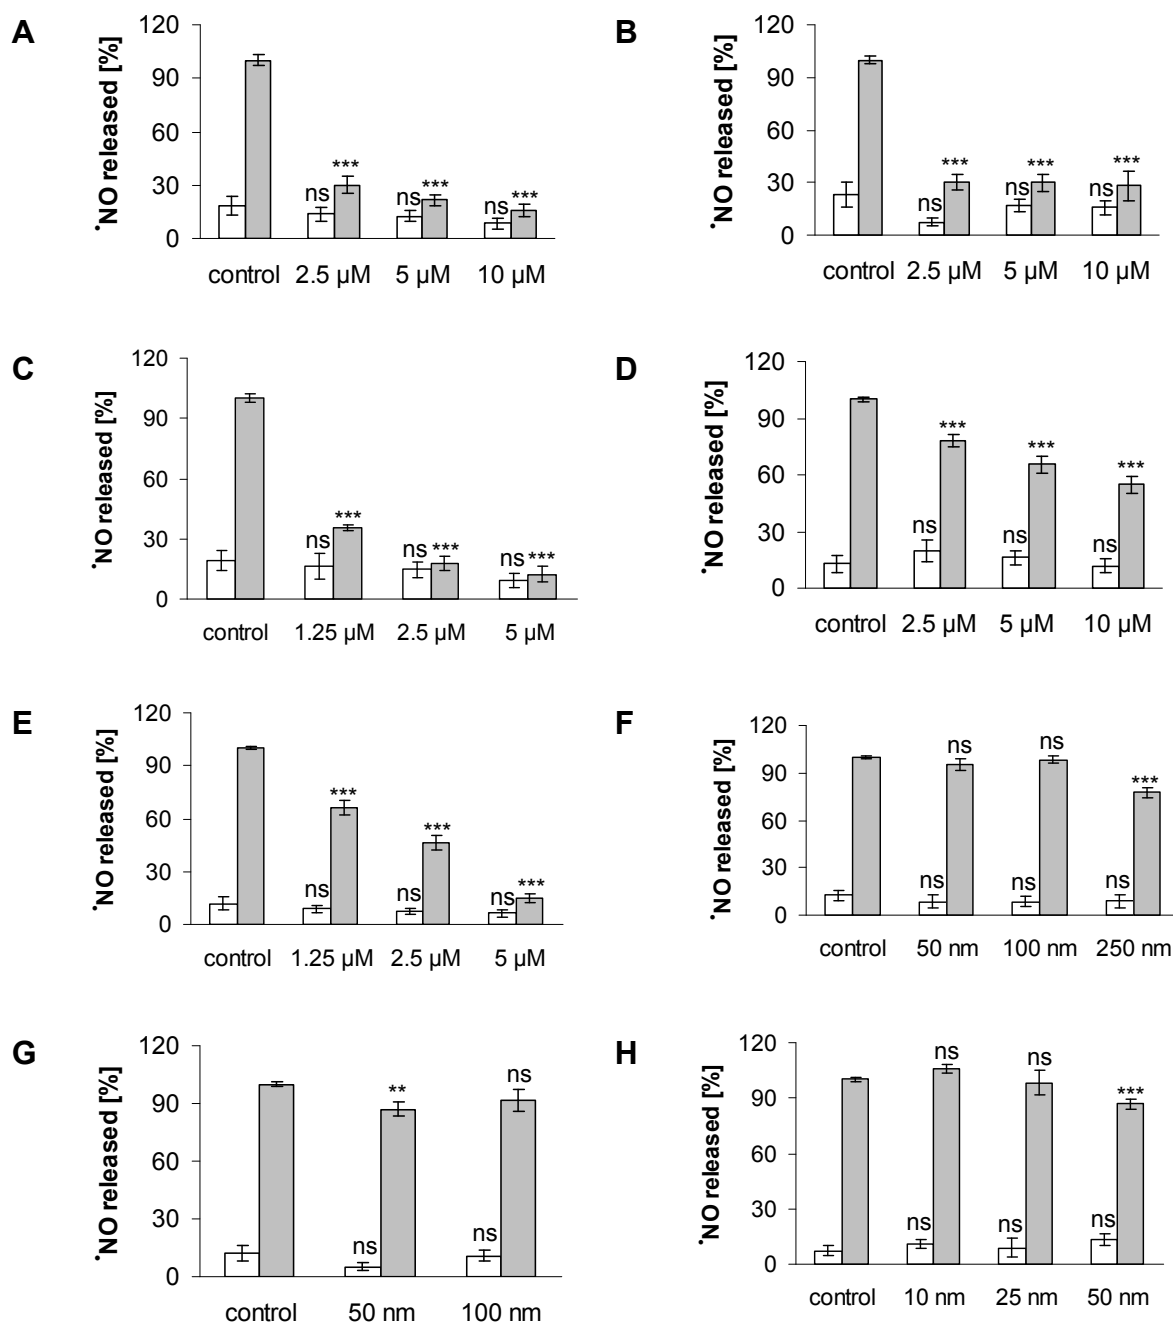 A
•NO released [%]
120
90
60
30
0
ns
***
ns
***
ns
***
control 2.5 µM 5 µM 10 µM
B
•NO released [%]
120
90
60
30
0
ns
***
ns
***
ns
***
control 2.5 µM 5 µM 10 µM
C
•NO released [%]
120
90
60
30
0
ns
***
ns
***
ns
***
control 1.25 µM 2.5 µM 5 µM
D
•NO released [%]
120
90
60
30
0
ns
***
ns
***
ns
***
control 2.5 µM 5 µM 10 µM
E
•NO released [%]
120
90
60
30
0
ns
***
ns
***
ns
***
control 1.25 µM 2.5 µM 5 µM
F
•NO released [%]
120
90
60
30
0
ns
ns
ns
ns
ns
***
control 50 nm 100 nm 250 nm
G
•NO released [%]
120
90
60
30
0
ns
**
ns
ns
control 50 nm 100 nm
H
•NO released [%]
120
90
60
30
0
ns
ns
ns
ns
ns
***
control 10 nm 25 nm 50 nm